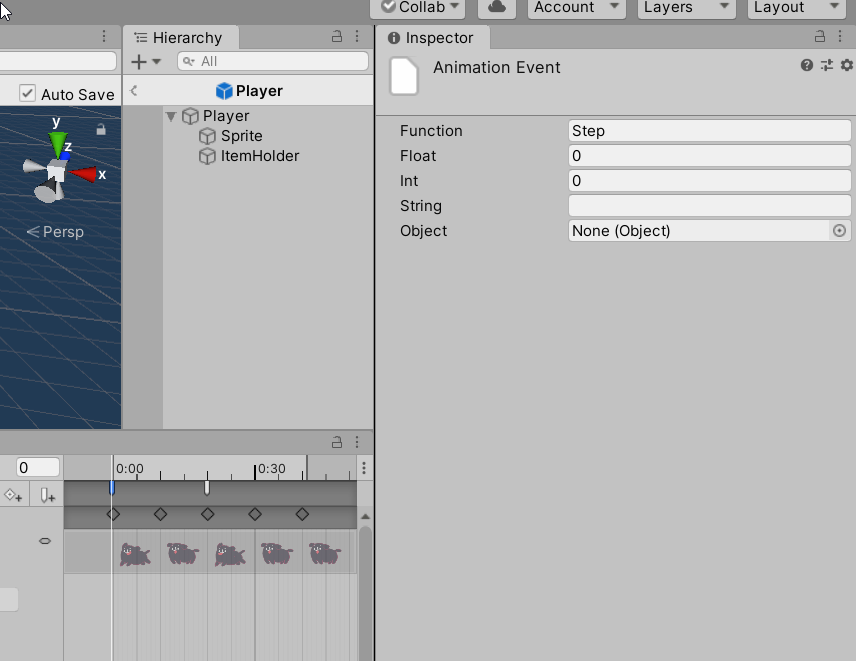 Collab
Account
Layers
Layout
Hierarchy
All
Auto Save
Player
Player
Sprite
ItemHolder
y
z
x
Persp
Inspector
Animation Event
Function Step
Float 0
Int 0
String
Object None (Object)
0
0:00 0:30